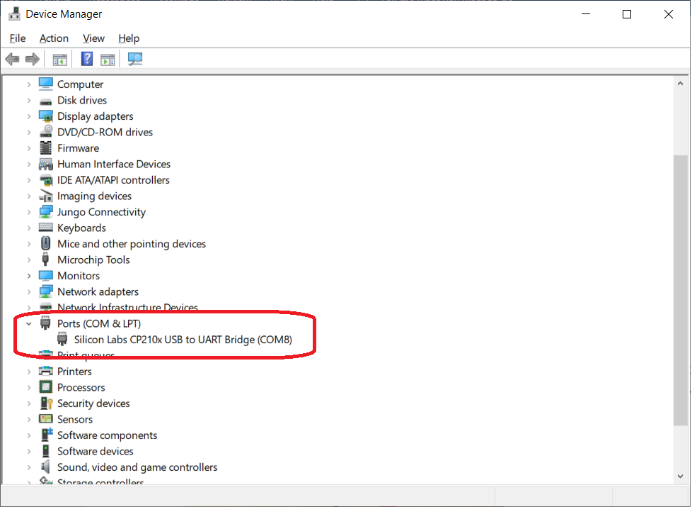 Device Manager
File Action View Help
Computer
Disk drives
Display adapters
DVD/CD-ROM drives
Firmware
Human Interface Devices
IDE ATA/ATAPI controllers
Imaging devices
Jungo Connectivity
Keyboards
Mice and other pointing devices
Microchip Tools
Monitors
Network adapters
Network Infrastructure Devices
Ports (COM & LPT)
Silicon Labs CP210x USB to UART Bridge (COM8)
Print queues
Printers
Processors
Security devices
Sensors
Software components
Software devices
Sound, video and game controllers
Storage controllers